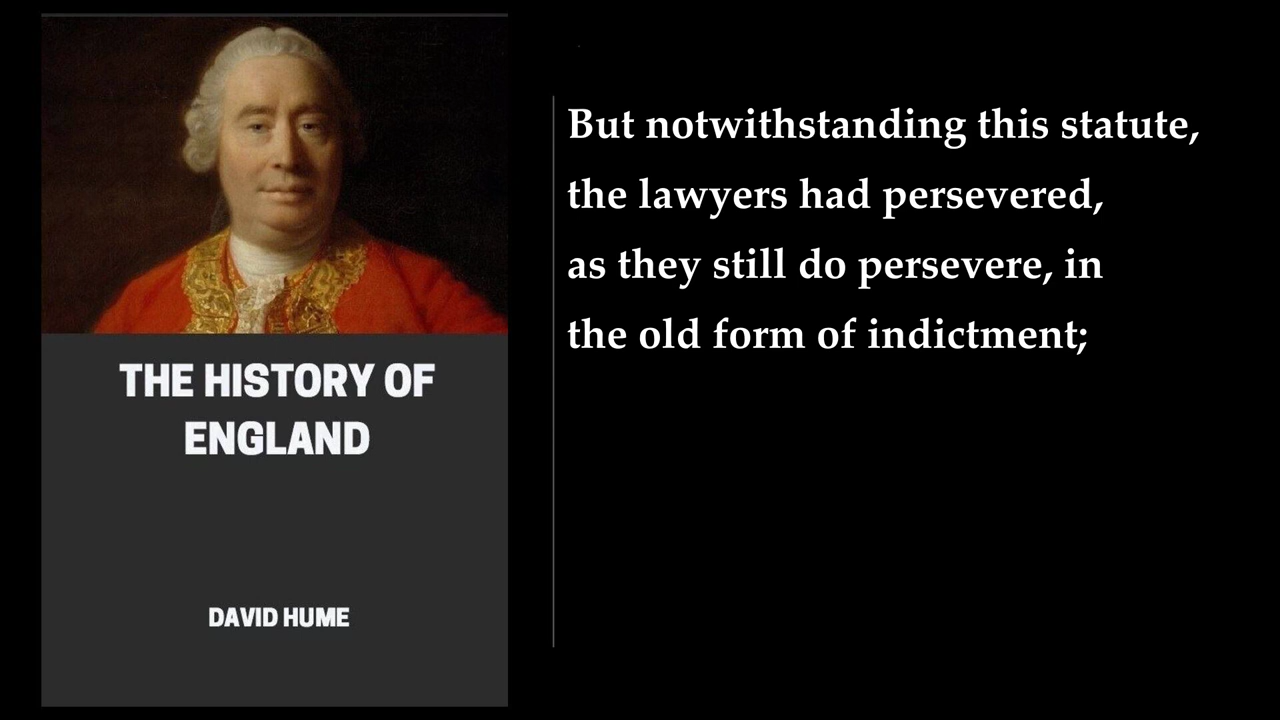 THE HISTORY OF
ENGLAND
DAVID HUME
But notwithstanding this statute,
the lawyers had persevered,
as they still do persevere, in
the old form of indictment;